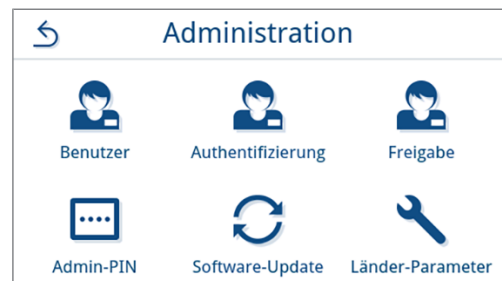 Administration
Benutzer
Authentifizierung
Freigabe
Admin-PIN
Software-Update
Länder-Parameter